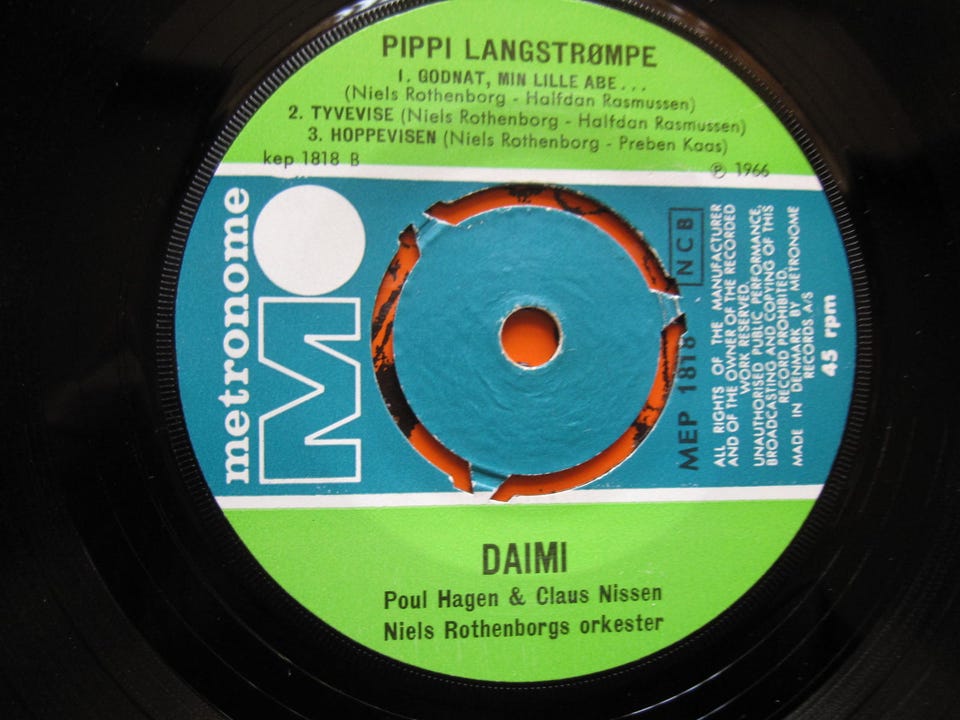 PIPPI LANGSTRØMPE
1. GODNAT, MIN LILLE ABE...
(Niels Rothenborg - Halfdan Rasmussen)
2. TYVEVISE (Niels Rothenborg - Halfdan Rasmussen)
3. HOPPEVISEN (Niels Rothenborg - Preben Kaas)
kep 1818 B
℗ 1966
metronome
M
NCB
MEP 1818
ALL RIGHTS OF THE MANUFACTURER
AND OF THE OWNER OF THE RECORDED
WORK RESERVED.
UNAUTHORISED PUBLIC PERFORMANCE,
BROADCASTING AND COPYING OF THIS
RECORD PROHIBITED.
MADE IN DENMARK BY METRONOME
RECORDS A/S
45 rpm
DAIMI
Poul Hagen & Claus Nissen
Niels Rothenborgs orkester